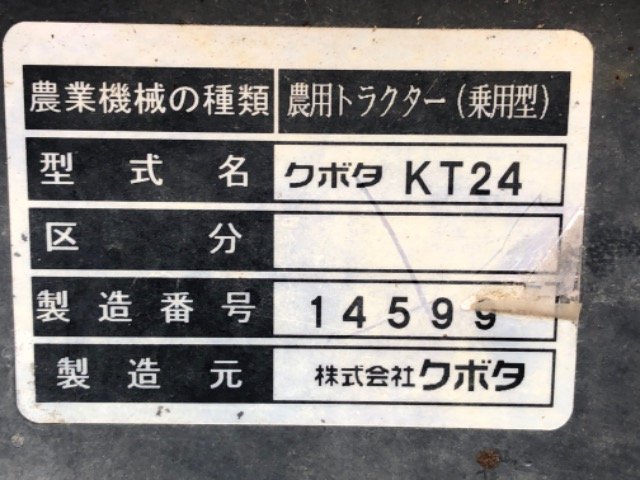 農業機械の種類 農用トラクター(乗用型)
型式名 クボタ KT24
区分
製造番号 14599
製造元 株式会社クボタ